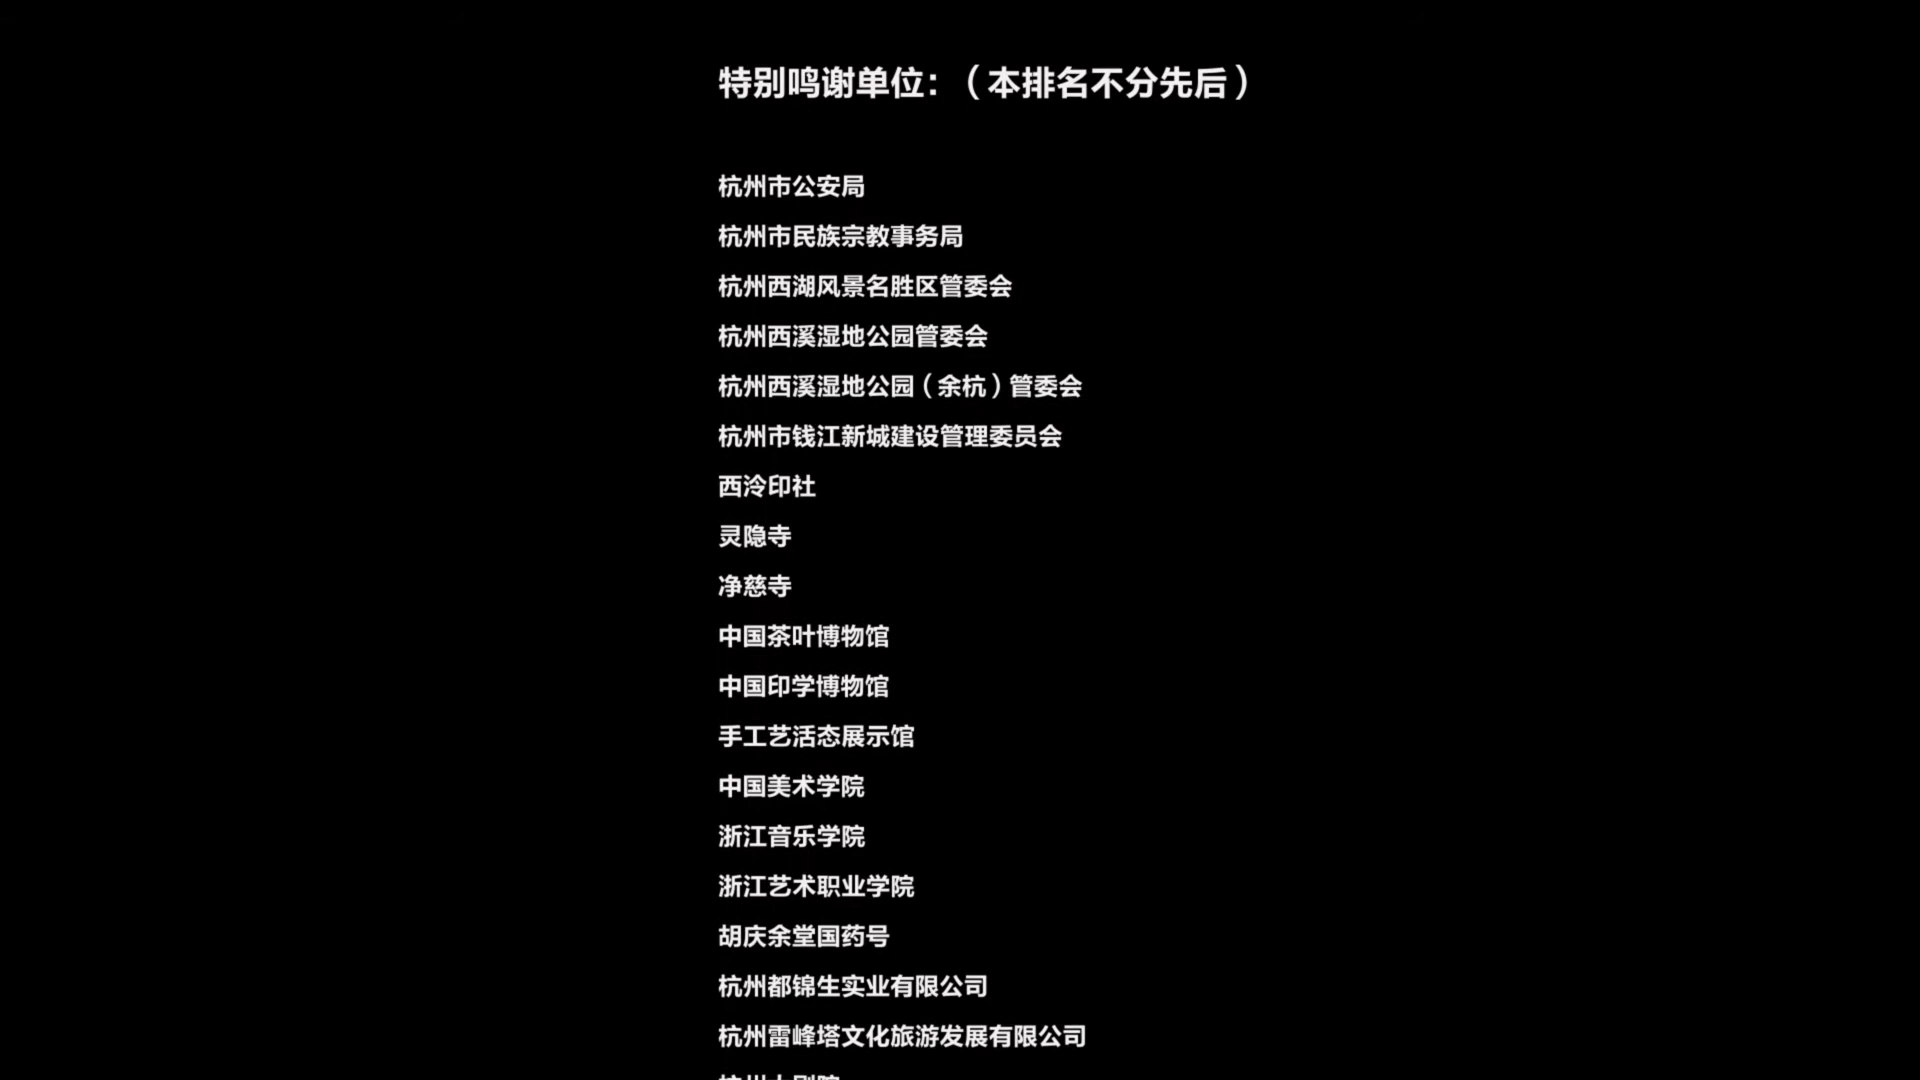 特别鸣谢单位：（本排名不分先后）
杭州市公安局
杭州市民族宗教事务局
杭州西湖风景名胜区管委会
杭州西溪湿地公园管委会
杭州西溪湿地公园（余杭）管委会
杭州市钱江新城建设管理委员会
西泠印社
灵隐寺
净慈寺
中国茶叶博物馆
中国印学博物馆
手工艺活态展示馆
中国美术学院
浙江音乐学院
浙江艺术职业学院
胡庆余堂国药号
杭州都锦生实业有限公司
杭州雷峰塔文化旅游发展有限公司